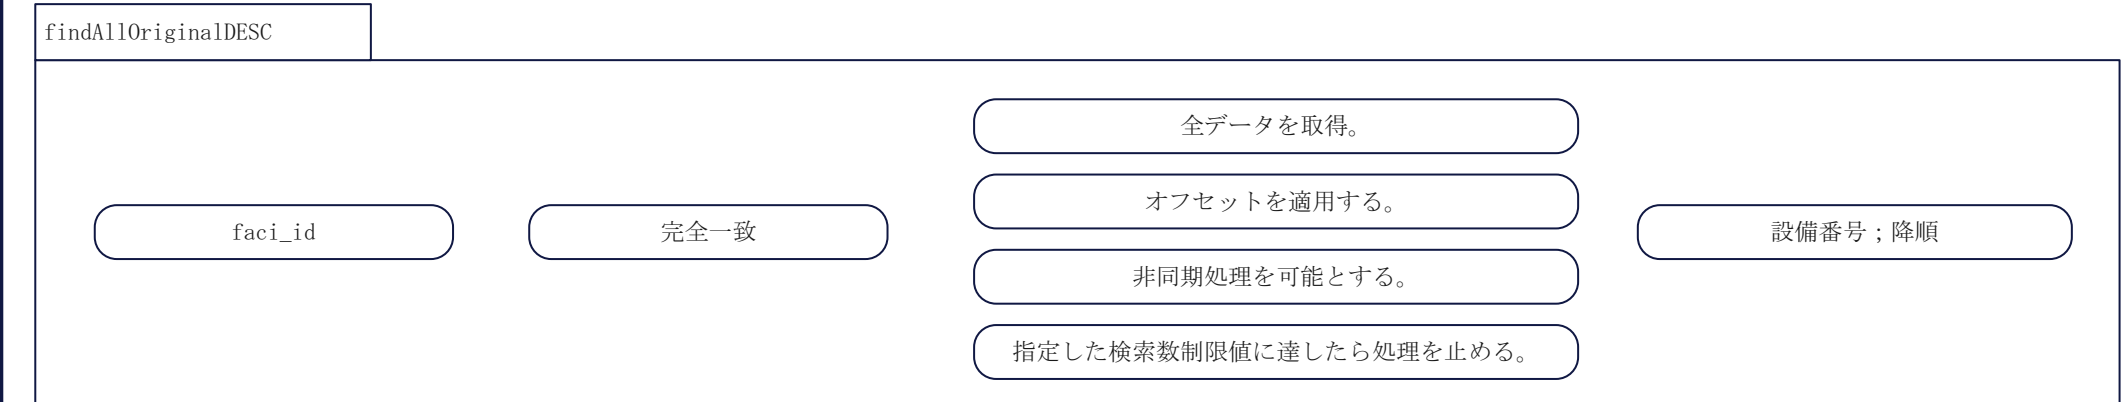 findAllOriginalDESC
faci_id
完全一致
全データを取得。
オフセットを適用する。
非同期処理を可能とする。
指定した検索数制限値に達したら処理を止める。
設備番号；降順